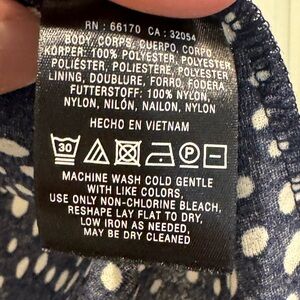 RN : 66170 CA : 32054
BODY, CORPS, CUERPO, CORPO
KÖRPER: 100% POLYESTER, POLYESTER
POLIÉSTER, POLIESTERE, POLYESTER
LINING, DOUBLURE, FORRO, FODERA,
FUTTERSTOFF: 100% NYLON
NYLON, NILÓN, NAILON, NYLON
HECHO EN VIETNAM
30 P
MACHINE WASH COLD GENTLE
WITH LIKE COLORS,
USE ONLY NON-CHLORINE BLEACH,
RESHAPE LAY FLAT TO DRY,
LOW IRON AS NEEDED,
MAY BE DRY CLEANED